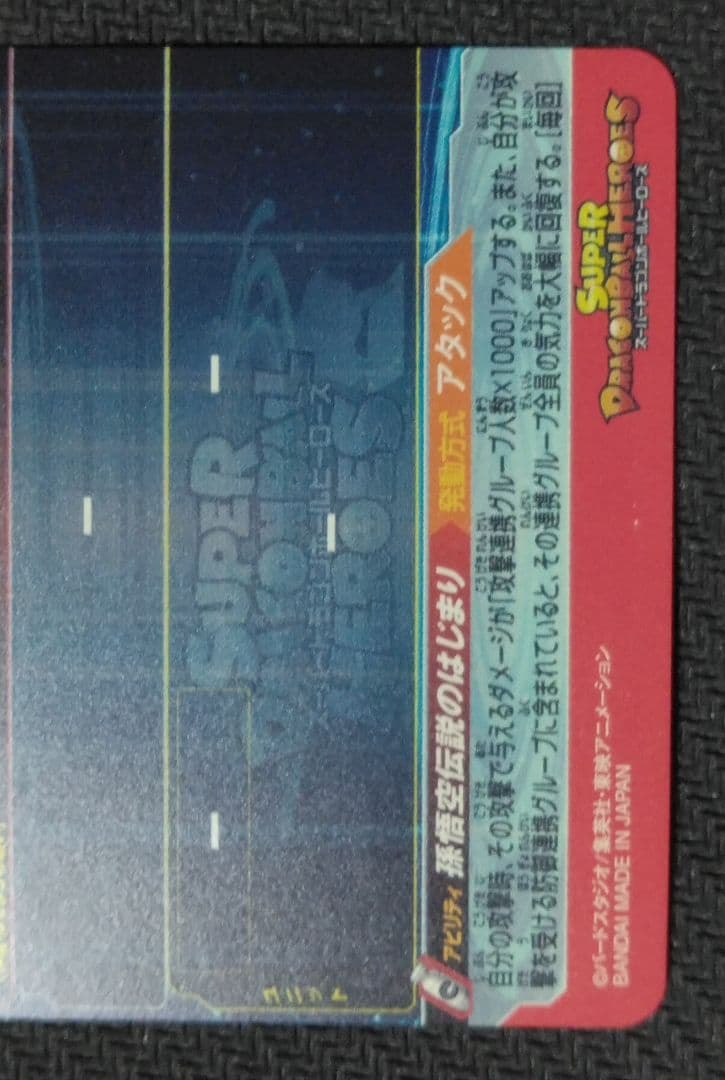 ユニット
SUPER
DRAGONBALL
HEROES
スーパードラゴンボールヒーローズ
アビリティ 孫悟空伝説のはじまり 発動方式 アタック
自分の攻撃時、その攻撃で与えるダメージが「攻撃連携グループ人数×1000」アップする。また、自分が攻
撃を受ける防御連携グループに含まれていると、その連携グループ全員の気力を大幅に回復する。[毎回]
SUPER
DRAGONBALL HEROES
スーパードラゴンボールヒーローズ
©バードスタジオ/集英社・東映アニメーション
BANDAI MADE IN JAPAN